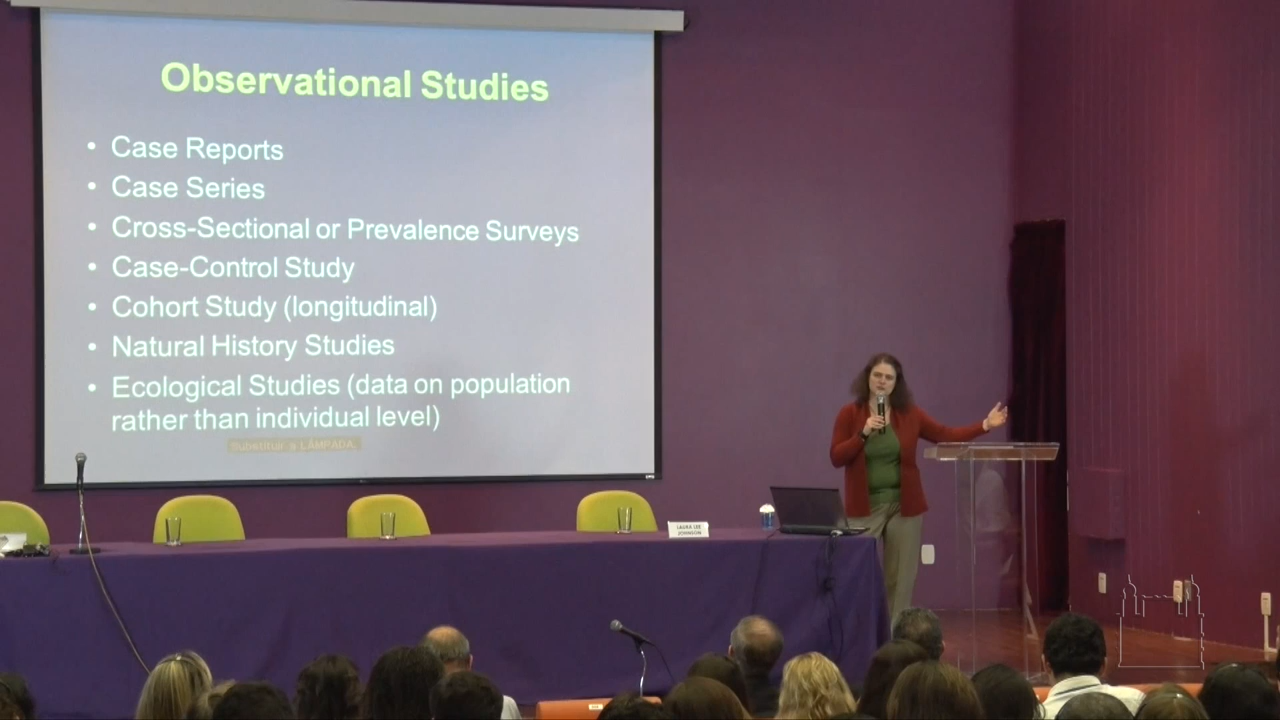 Observational Studies
• Case Reports
• Case Series
• Cross-Sectional or Prevalence Surveys
• Case-Control Study
• Cohort Study (longitudinal)
• Natural History Studies
• Ecological Studies (data on population
rather than individual level)
Substituir a LÂMPADA.
LAURA LEE
JOHNSON